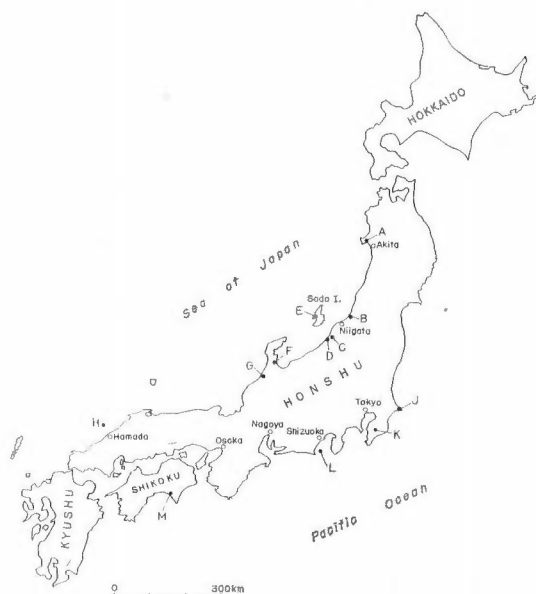 HOKKAIDO
A
Akita
Sea of Japan
Sado I.
E
B
Niigata
C
D
F
G
HONSHU
H
Hamada
Tokyo
J
Nagoya
Shizuoka
K
Osaka
L
SHIKOKU
M
KYUSHU
Pacific Ocean
0 300km